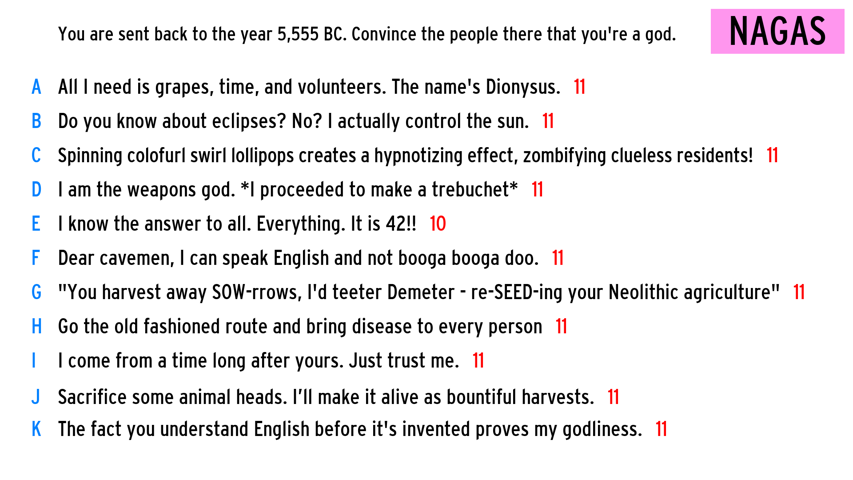 You are sent back to the year 5,555 BC. Convince the people there that you're a god.
NAGAS
A All I need is grapes, time, and volunteers. The name's Dionysus. 11
B Do you know about eclipses? No? I actually control the sun. 11
C Spinning colofurl swirl lollipops creates a hypnotizing effect, zombifying clueless residents! 11
D I am the weapons god. *I proceeded to make a trebuchet* 11
E I know the answer to all. Everything. It is 42!! 10
F Dear cavemen, I can speak English and not booga booga doo. 11
G "You harvest away SOW-rrows, I'd teeter Demeter - re-SEED-ing your Neolithic agriculture" 11
H Go the old fashioned route and bring disease to every person 11
I I come from a time long after yours. Just trust me. 11
J Sacrifice some animal heads. I’ll make it alive as bountiful harvests. 11
K The fact you understand English before it's invented proves my godliness. 11